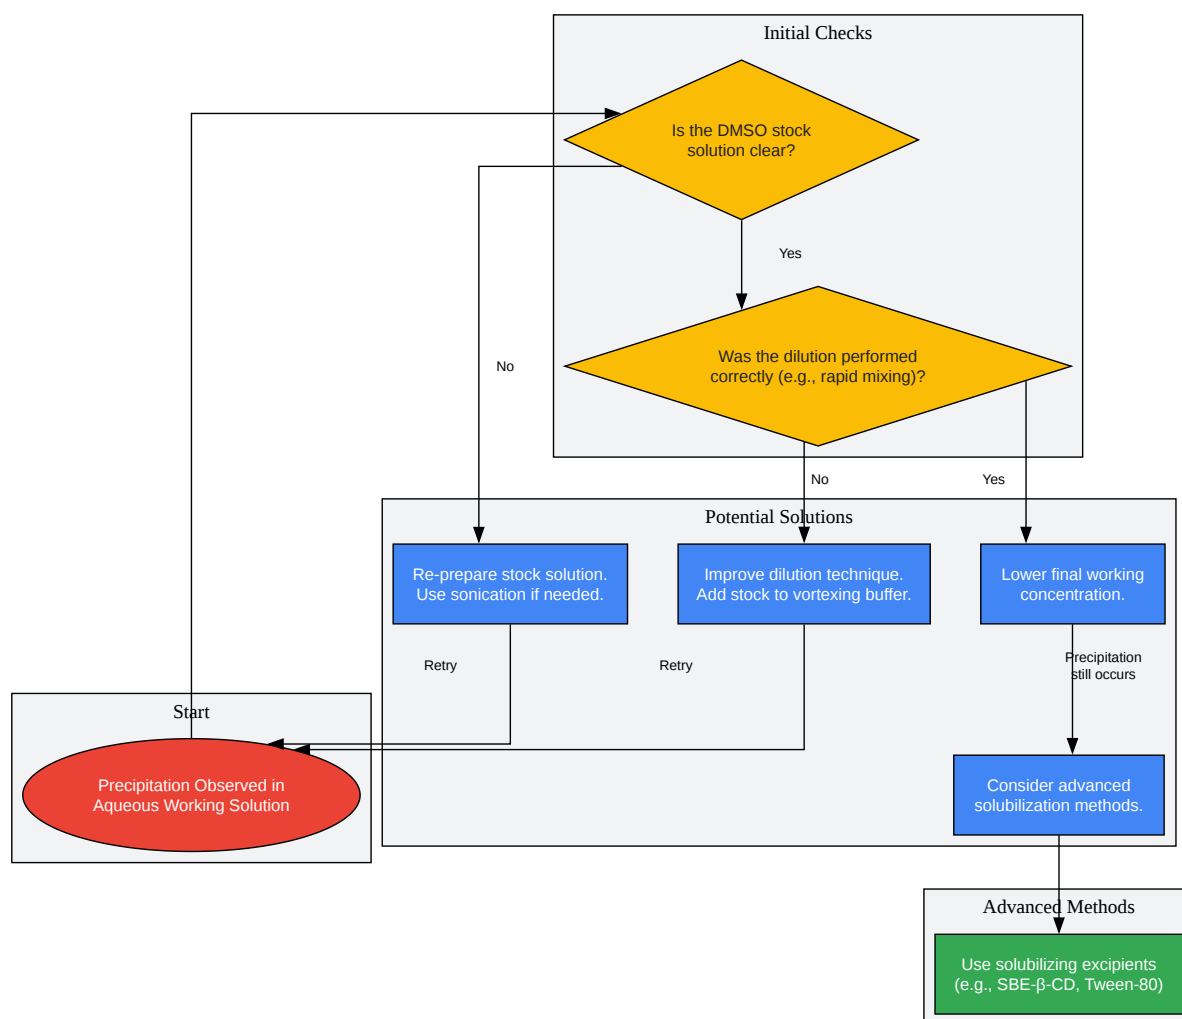 Initial Checks
Is the DMSO stock
solution clear?
Yes
No
Was the dilution performed
correctly (e.g., rapid mixing)?
No
Yes
Potential Solutions
Re-prepare stock solution.
Use sonication if needed.
Improve dilution technique.
Add stock to vortexing buffer.
Lower final working
concentration.
Retry
Retry
Precipitation
still occurs
Start
Precipitation Observed in
Aqueous Working Solution
Consider advanced
solubilization methods.
Advanced Methods
Use solubilizing excipients
(e.g., SBE-β-CD, Tween-80)